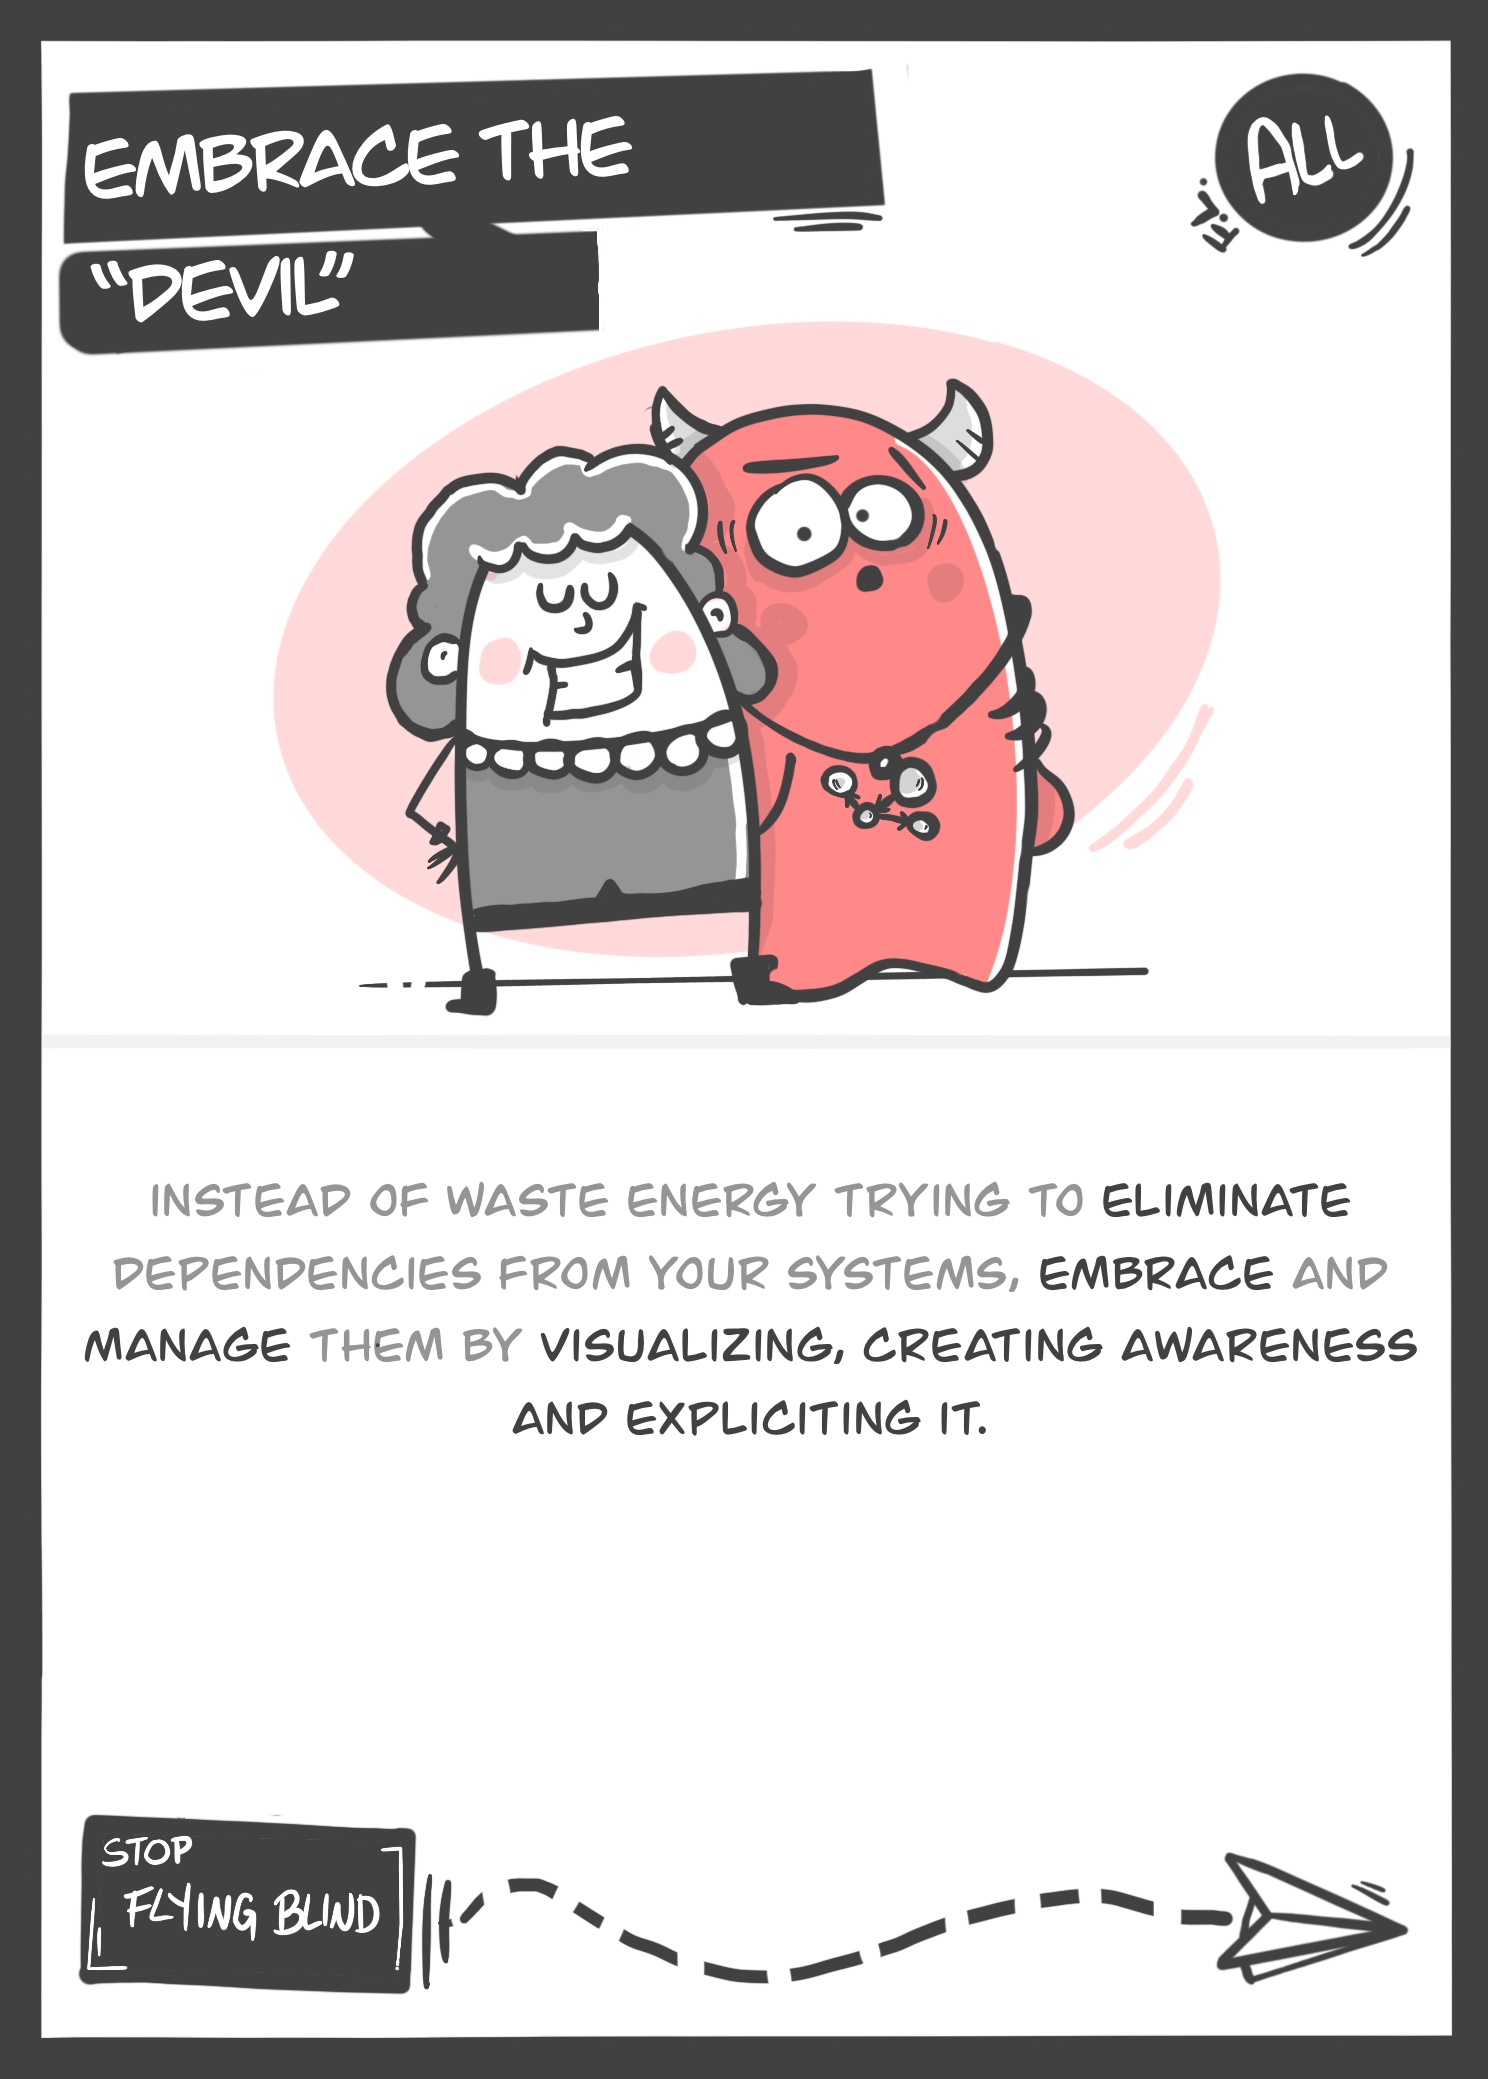 EMBRACE THE
"DEVIL"
ALL
F.L.:
INSTEAD OF WASTE ENERGY TRYING TO ELIMINATE
DEPENDENCIES FROM YOUR SYSTEMS, EMBRACE AND
MANAGE THEM BY VISUALIZING, CREATING AWARENESS
AND EXPLICITING IT.
STOP
FLYING BLIND